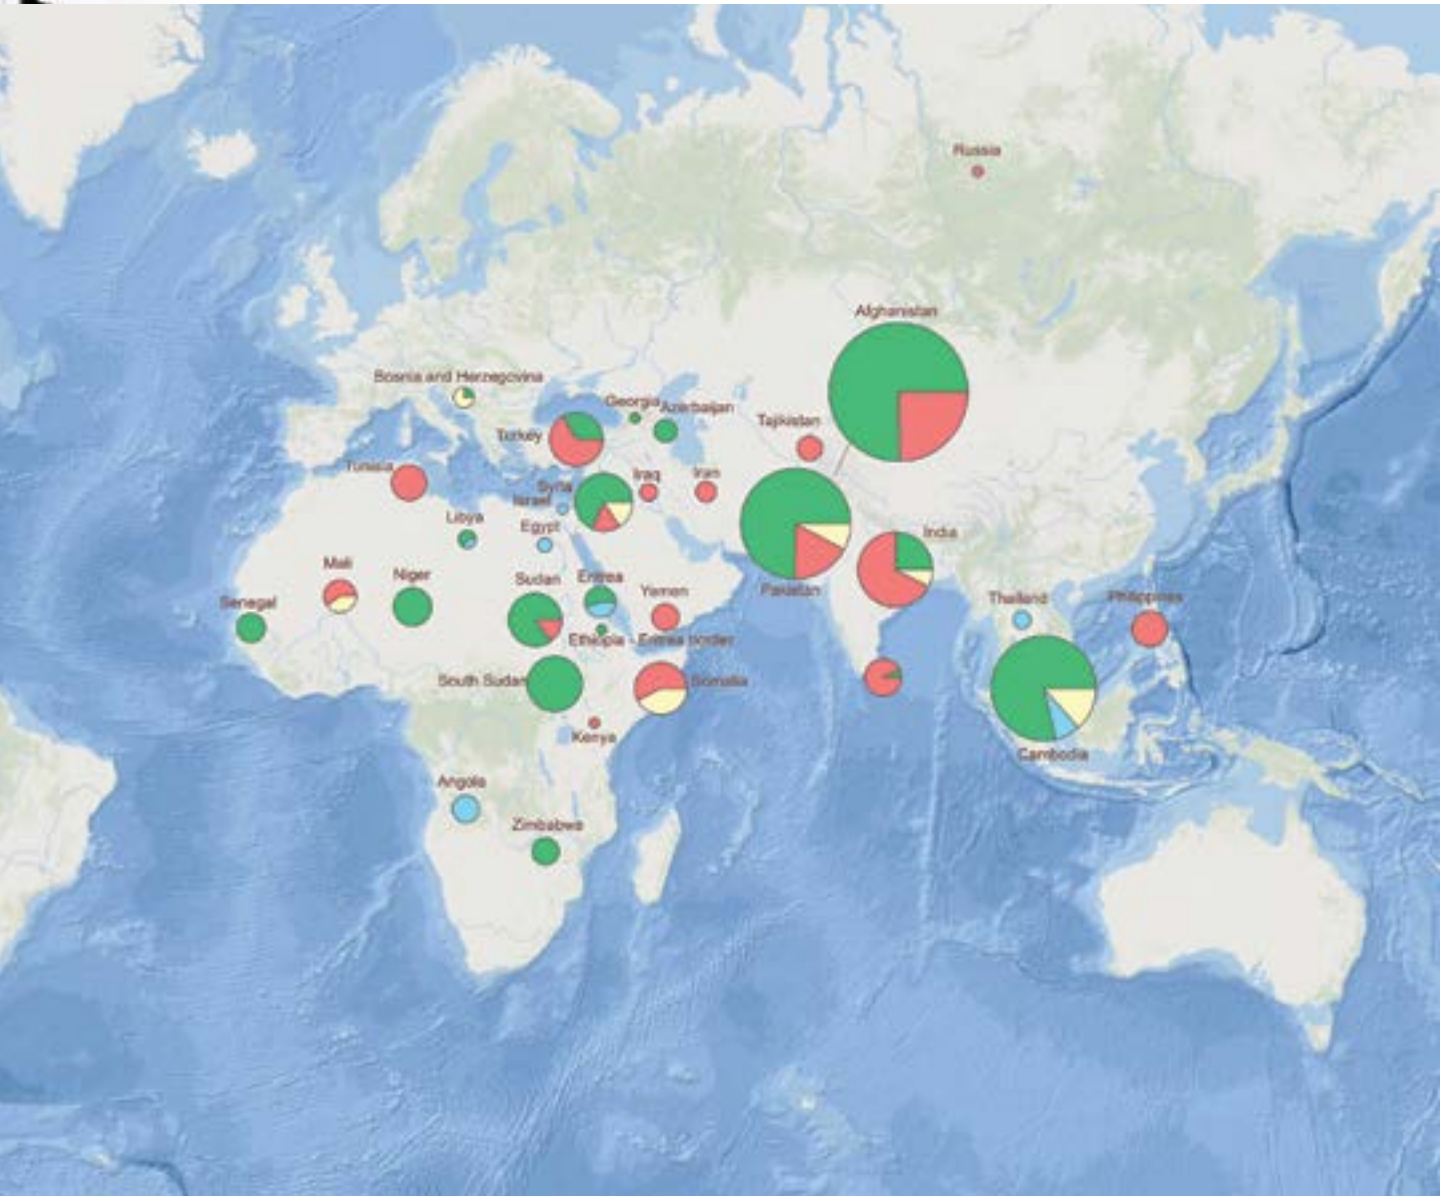 Russia
Afghanistan
Bosnia and Herzegovina
Georgia
Azerbaijan
Tajikistan
Turkey
Tunisia
Syria
Iraq
Iran
Israel
Libya
Egypt
India
Mali
Niger
Sudan
Eritrea
Yemen
Pakistan
Thailand
Philippines
Senegal
Ethiopia - Eritrea border
South Sudan
Somalia
Kenya
Cambodia
Angola
Zimbabwe